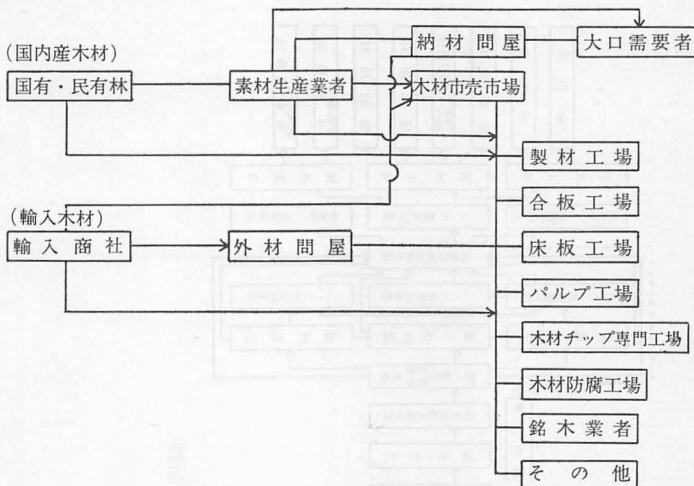 納材問屋
大口需要者
(国内産木材)
国有・民有林
素材生産業者
木材市売市場
製材工場
合板工場
(輸入木材)
輸入商社
外材問屋
床板工場
パルプ工場
木材チップ専門工場
木材防腐工場
銘木業者
その他